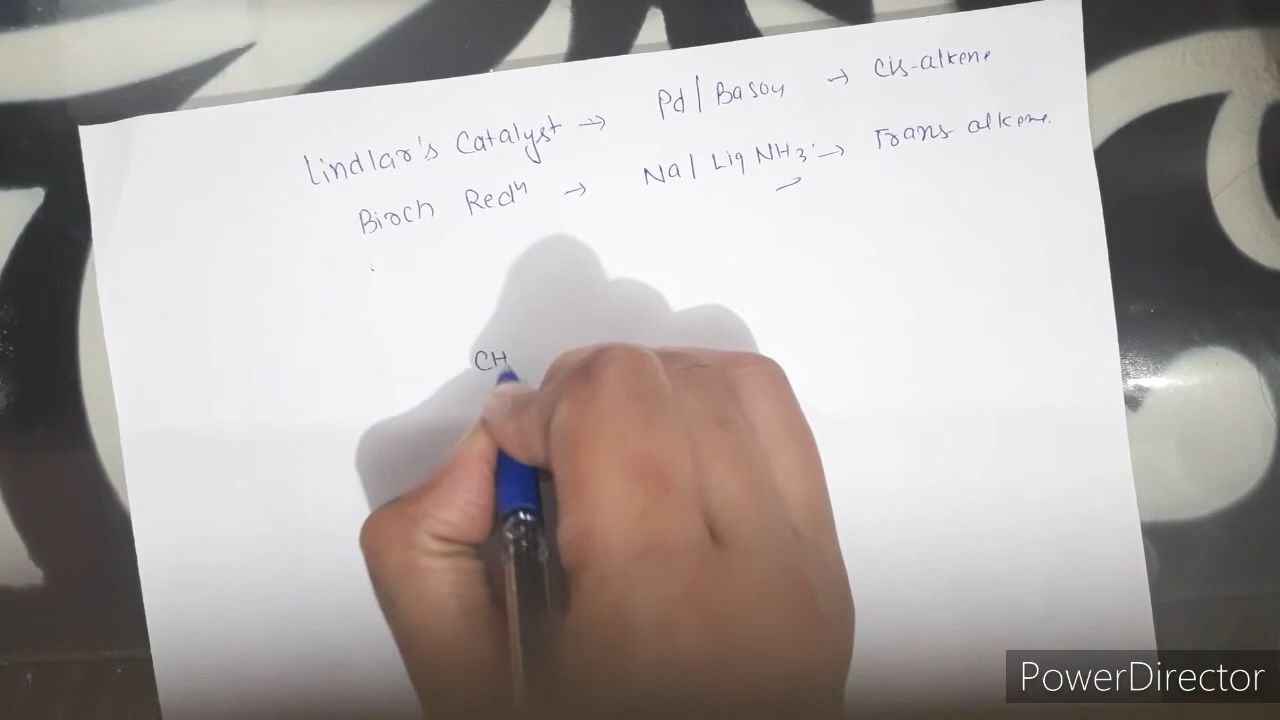 Lindlar's Catalyst → Pd / BaSO4 → Cis-alkene
Birch Redⁿ → Na / Liq NH3 → Trans alkene.
CH
PowerDirector